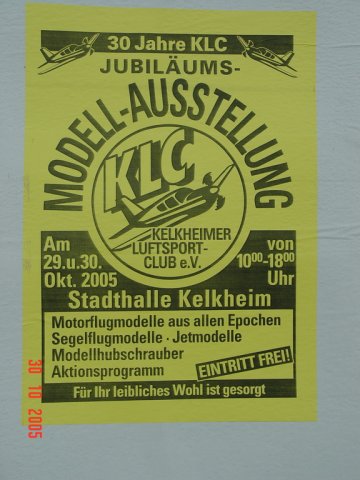 30 Jahre KLC
JUBILÄUMS-
MODELL-AUSSTELLUNG
KLC
KELKHEIMER
LUFTSPORT-
CLUB e.V.
Am
29.u.30.
Okt. 2005
von
10⁰⁰-18⁰⁰
Uhr
Stadthalle Kelkheim
Motorflugmodelle aus allen Epochen
Segelflugmodelle · Jetmodelle
Modellhubschrauber
Aktionsprogramm
EINTRITT FREI!
Für Ihr leibliches Wohl ist gesorgt
30 10 2005